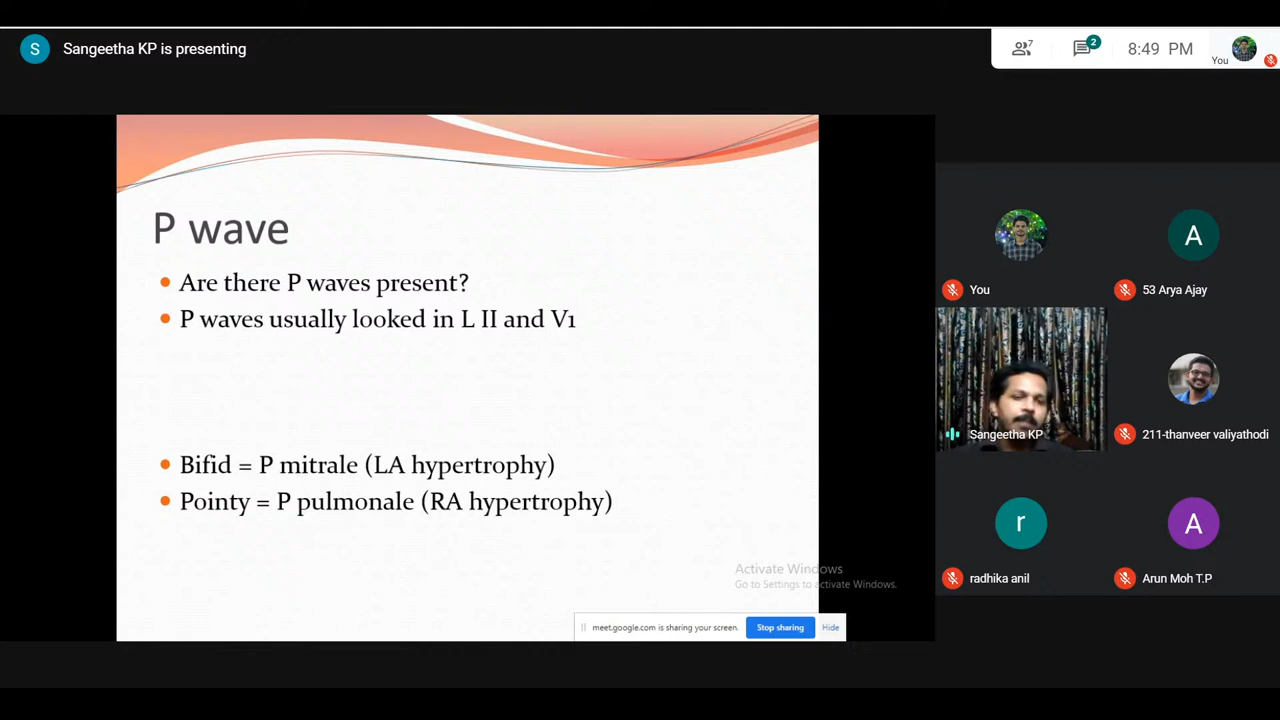 S
Sangeetha KP is presenting
7
2
8:49 PM
You
P wave
Are there P waves present?
P waves usually looked in L II and V1
Bifid = P mitrale (LA hypertrophy)
Pointy = P pulmonale (RA hypertrophy)
Activate Windows
Go to Settings to activate Windows.
meet.google.com is sharing your screen.
Stop sharing
Hide
You
A
53 Arya Ajay
Sangeetha KP
211-thanveer valiyathodi
r
radhika anil
A
Arun Moh T.P